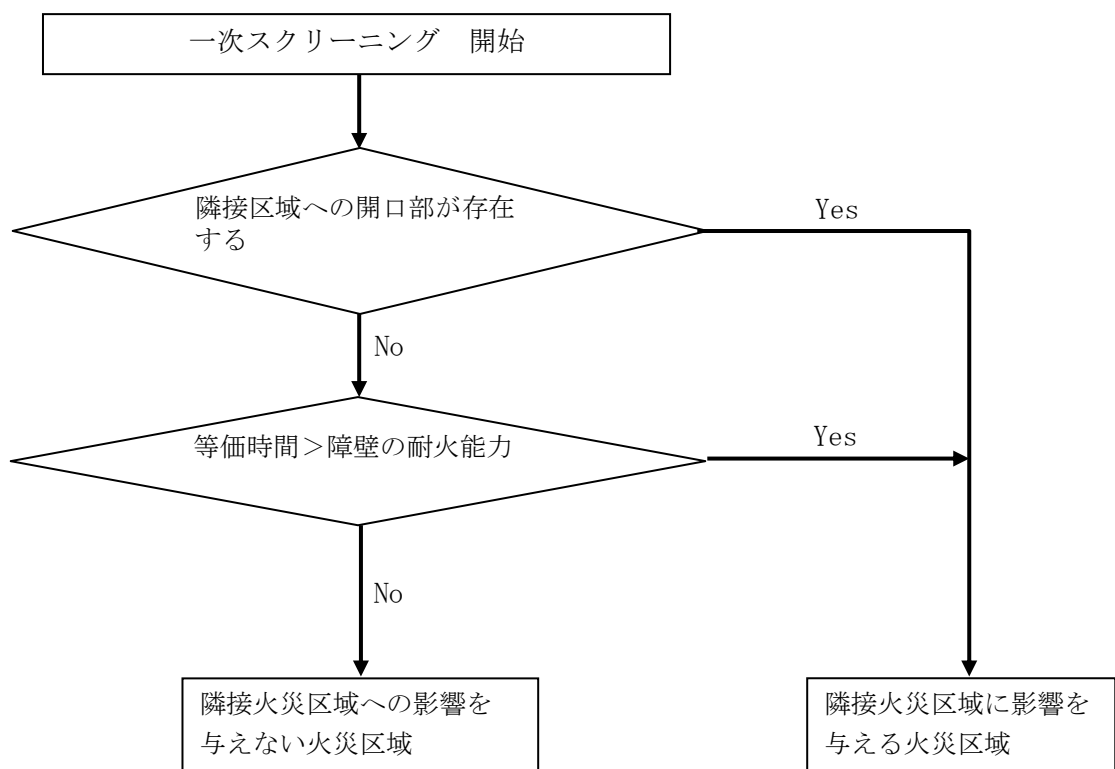 一次スクリーニング　開始
隣接区域への開口部が存在
する
Yes
No
等価時間＞障壁の耐火能力
Yes
No
隣接火災区域への影響を
与えない火災区域
隣接火災区域に影響を
与える火災区域